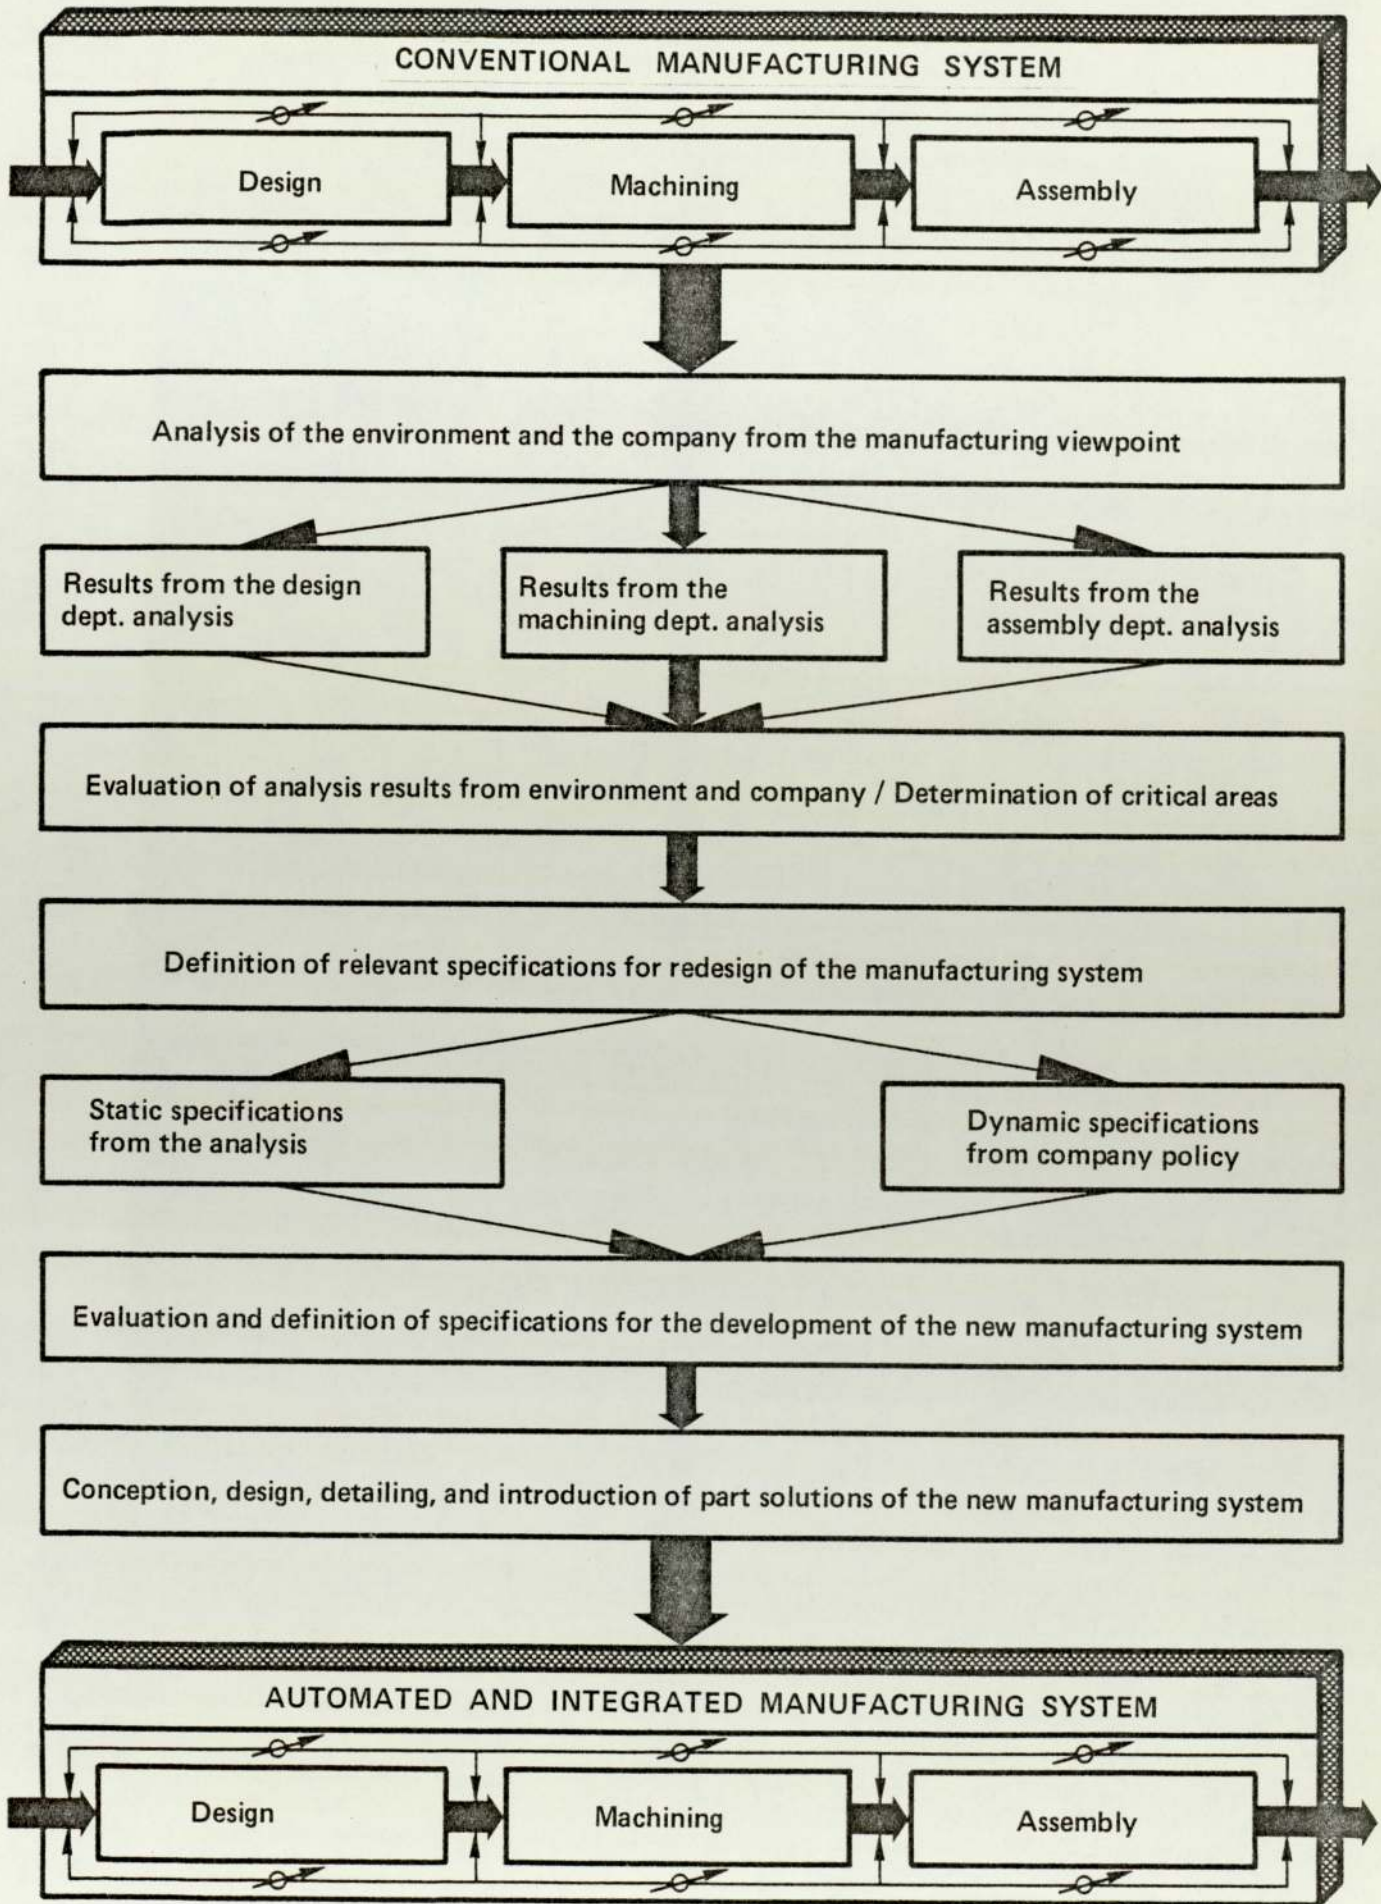 CONVENTIONAL MANUFACTURING SYSTEM
Design
Machining
Assembly
Analysis of the environment and the company from the manufacturing viewpoint
Results from the design
dept. analysis
Results from the
machining dept. analysis
Results from the
assembly dept. analysis
Evaluation of analysis results from environment and company / Determination of critical areas
Definition of relevant specifications for redesign of the manufacturing system
Static specifications
from the analysis
Dynamic specifications
from company policy
Evaluation and definition of specifications for the development of the new manufacturing system
Conception, design, detailing, and introduction of part solutions of the new manufacturing system
AUTOMATED AND INTEGRATED MANUFACTURING SYSTEM
Design
Machining
Assembly